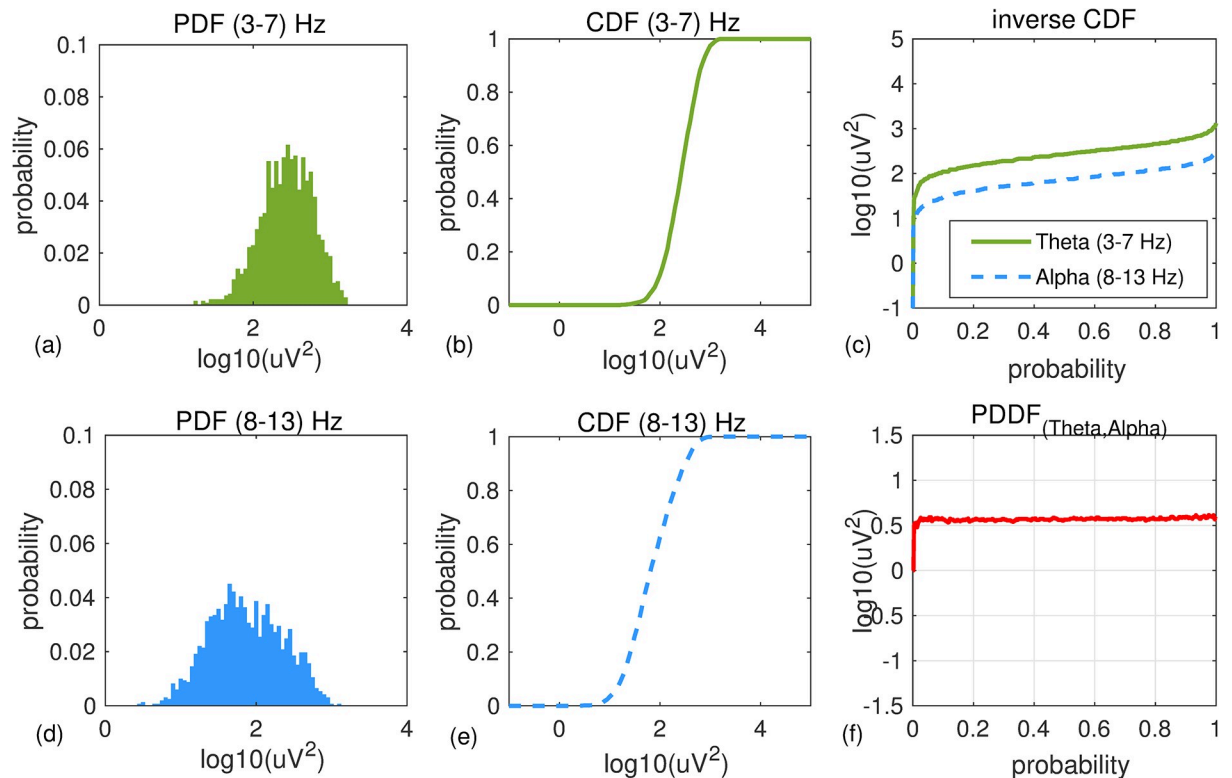 PDF (3-7) Hz
0.1
0.08
0.06
0.04
0.02
0
probability
0 2 4
log10(uV²)
(a)
CDF (3-7) Hz
1
0.8
0.6
0.4
0.2
0
probability
0 2 4
log10(uV²)
(b)
inverse CDF
5
4
3
2
1
0
-1
log10(uV²)
Theta (3-7 Hz)
Alpha (8-13 Hz)
0 0.2 0.4 0.6 0.8 1
probability
(c)
PDF (8-13) Hz
0.1
0.08
0.06
0.04
0.02
0
probability
0 2 4
log10(uV²)
(d)
CDF (8-13) Hz
1
0.8
0.6
0.4
0.2
0
probability
0 2 4
log10(uV²)
(e)
PDDF(Theta,Alpha)
1.5
1
0.5
0
-0.5
-1
-1.5
log10(uV²)
0 0.2 0.4 0.6 0.8 1
probability
(f)